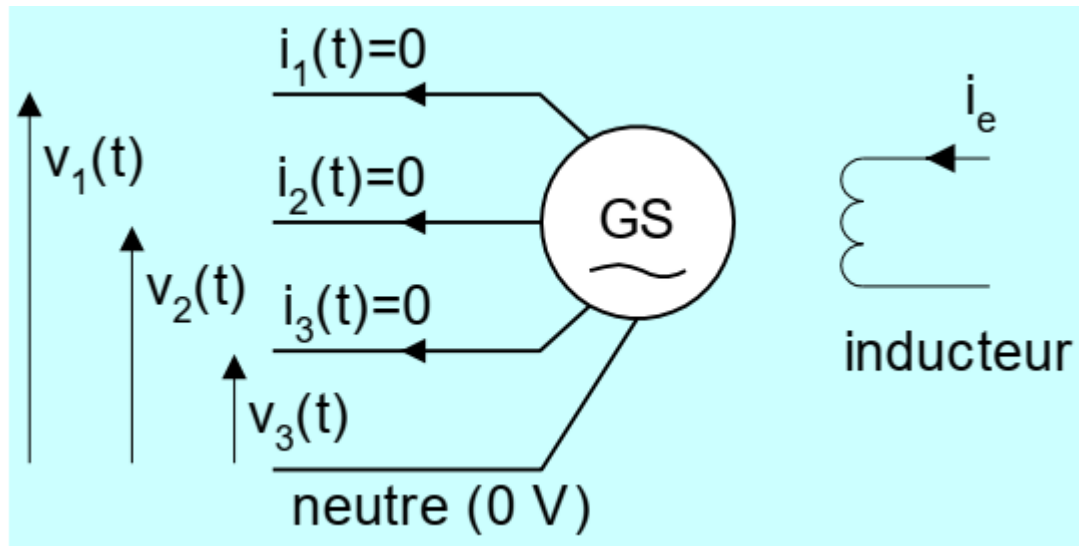 i₁(t)=0
v₁(t)
i₂(t)=0
v₂(t)
i₃(t)=0
v₃(t)
neutre (0 V)
GS
iₑ
inducteur